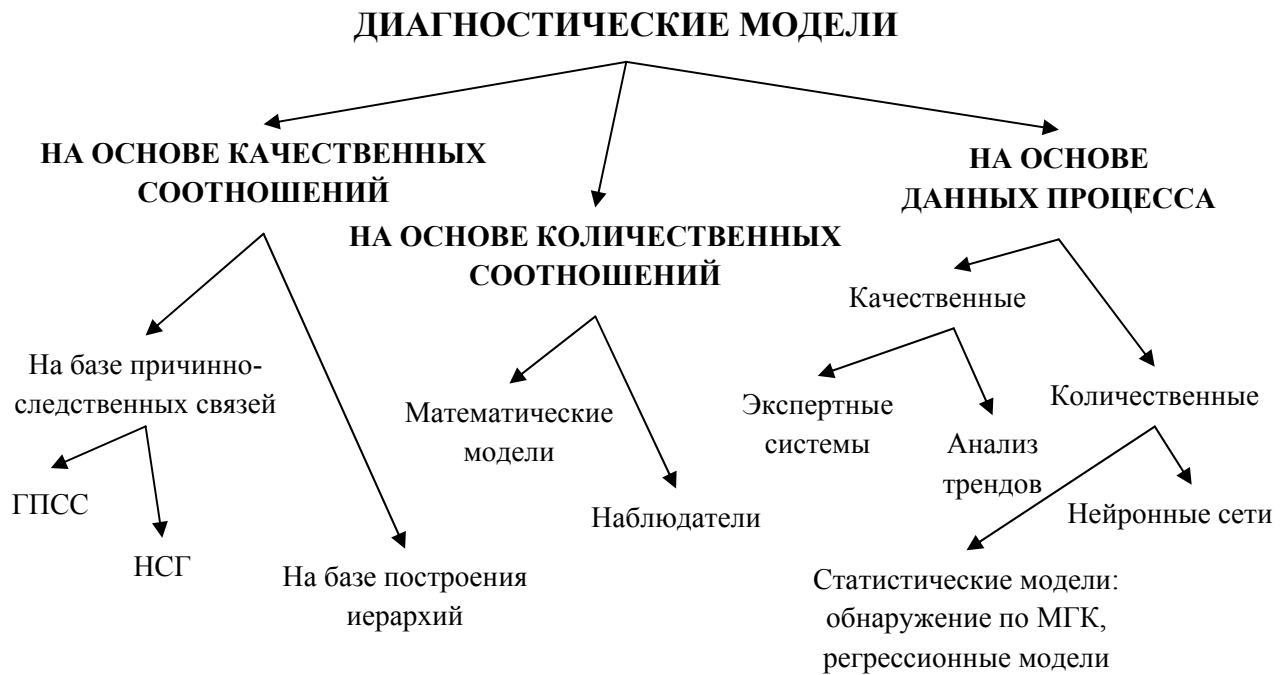 ДИАГНОСТИЧЕСКИЕ МОДЕЛИ
НА ОСНОВЕ КАЧЕСТВЕННЫХ
СООТНОШЕНИЙ
НА ОСНОВЕ КОЛИЧЕСТВЕННЫХ
СООТНОШЕНИЙ
НА ОСНОВЕ
ДАННЫХ ПРОЦЕССА
На базе причинно-
следственных связей
ГПСС
НСГ
На базе построения
иерархий
Математические
модели
Наблюдатели
Качественные
Экспертные
системы
Анализ
трендов
Количественные
Нейронные сети
Статистические модели:
обнаружение по МГК,
регрессионные модели